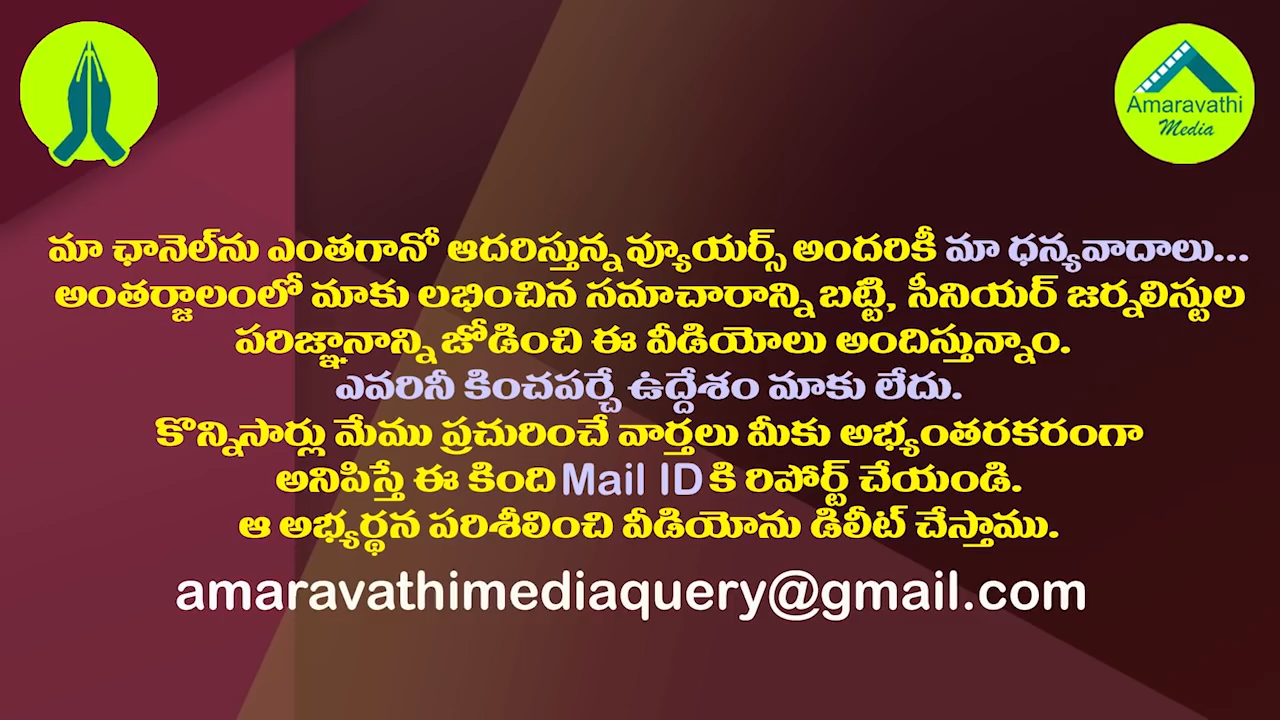 Amaravathi
Media
మా ఛానెల్‌ను ఎంతగానో ఆదరిస్తున్న వ్యూయర్స్ అందరికీ మా ధన్యవాదాలు...
అంతర్జాలంలో మాకు లభించిన సమాచారాన్ని బట్టి, సీనియర్ జర్నలిస్టుల
పరిజ్ఞానాన్ని జోడించి ఈ వీడియోలు అందిస్తున్నాం.
ఎవరినీ కించపర్చే ఉద్దేశం మాకు లేదు.
కొన్నిసార్లు మేము ప్రచురించే వార్తలు మీకు అభ్యంతరకరంగా
అనిపిస్తే ఈ కింది Mail ID కి రిపోర్ట్ చేయండి.
ఆ అభ్యర్థన పరిశీలించి వీడియోను డిలీట్ చేస్తాము.
amaravathimediaquery@gmail.com